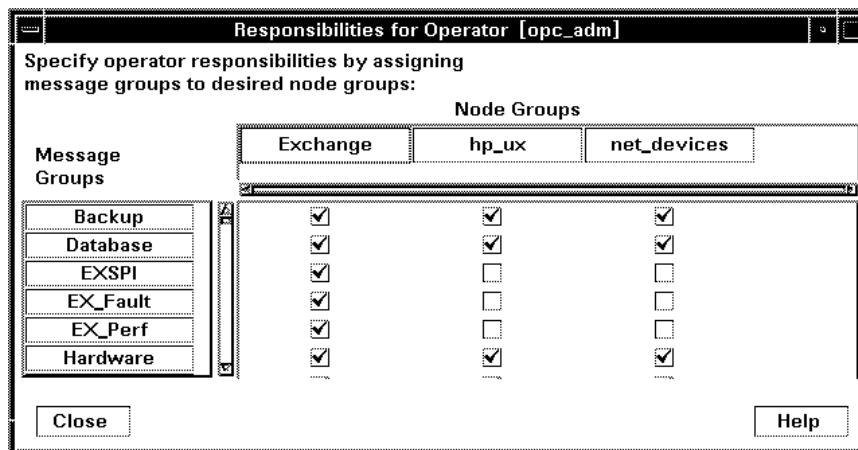 Responsibilities for Operator [opc_adm]
Specify operator responsibilities by assigning
message groups to desired node groups:
Node Groups
Exchange hp_ux net_devices
Message
Groups
Backup
Database
EXSPI
EX_Fault
EX_Perf
Hardware
Close Help